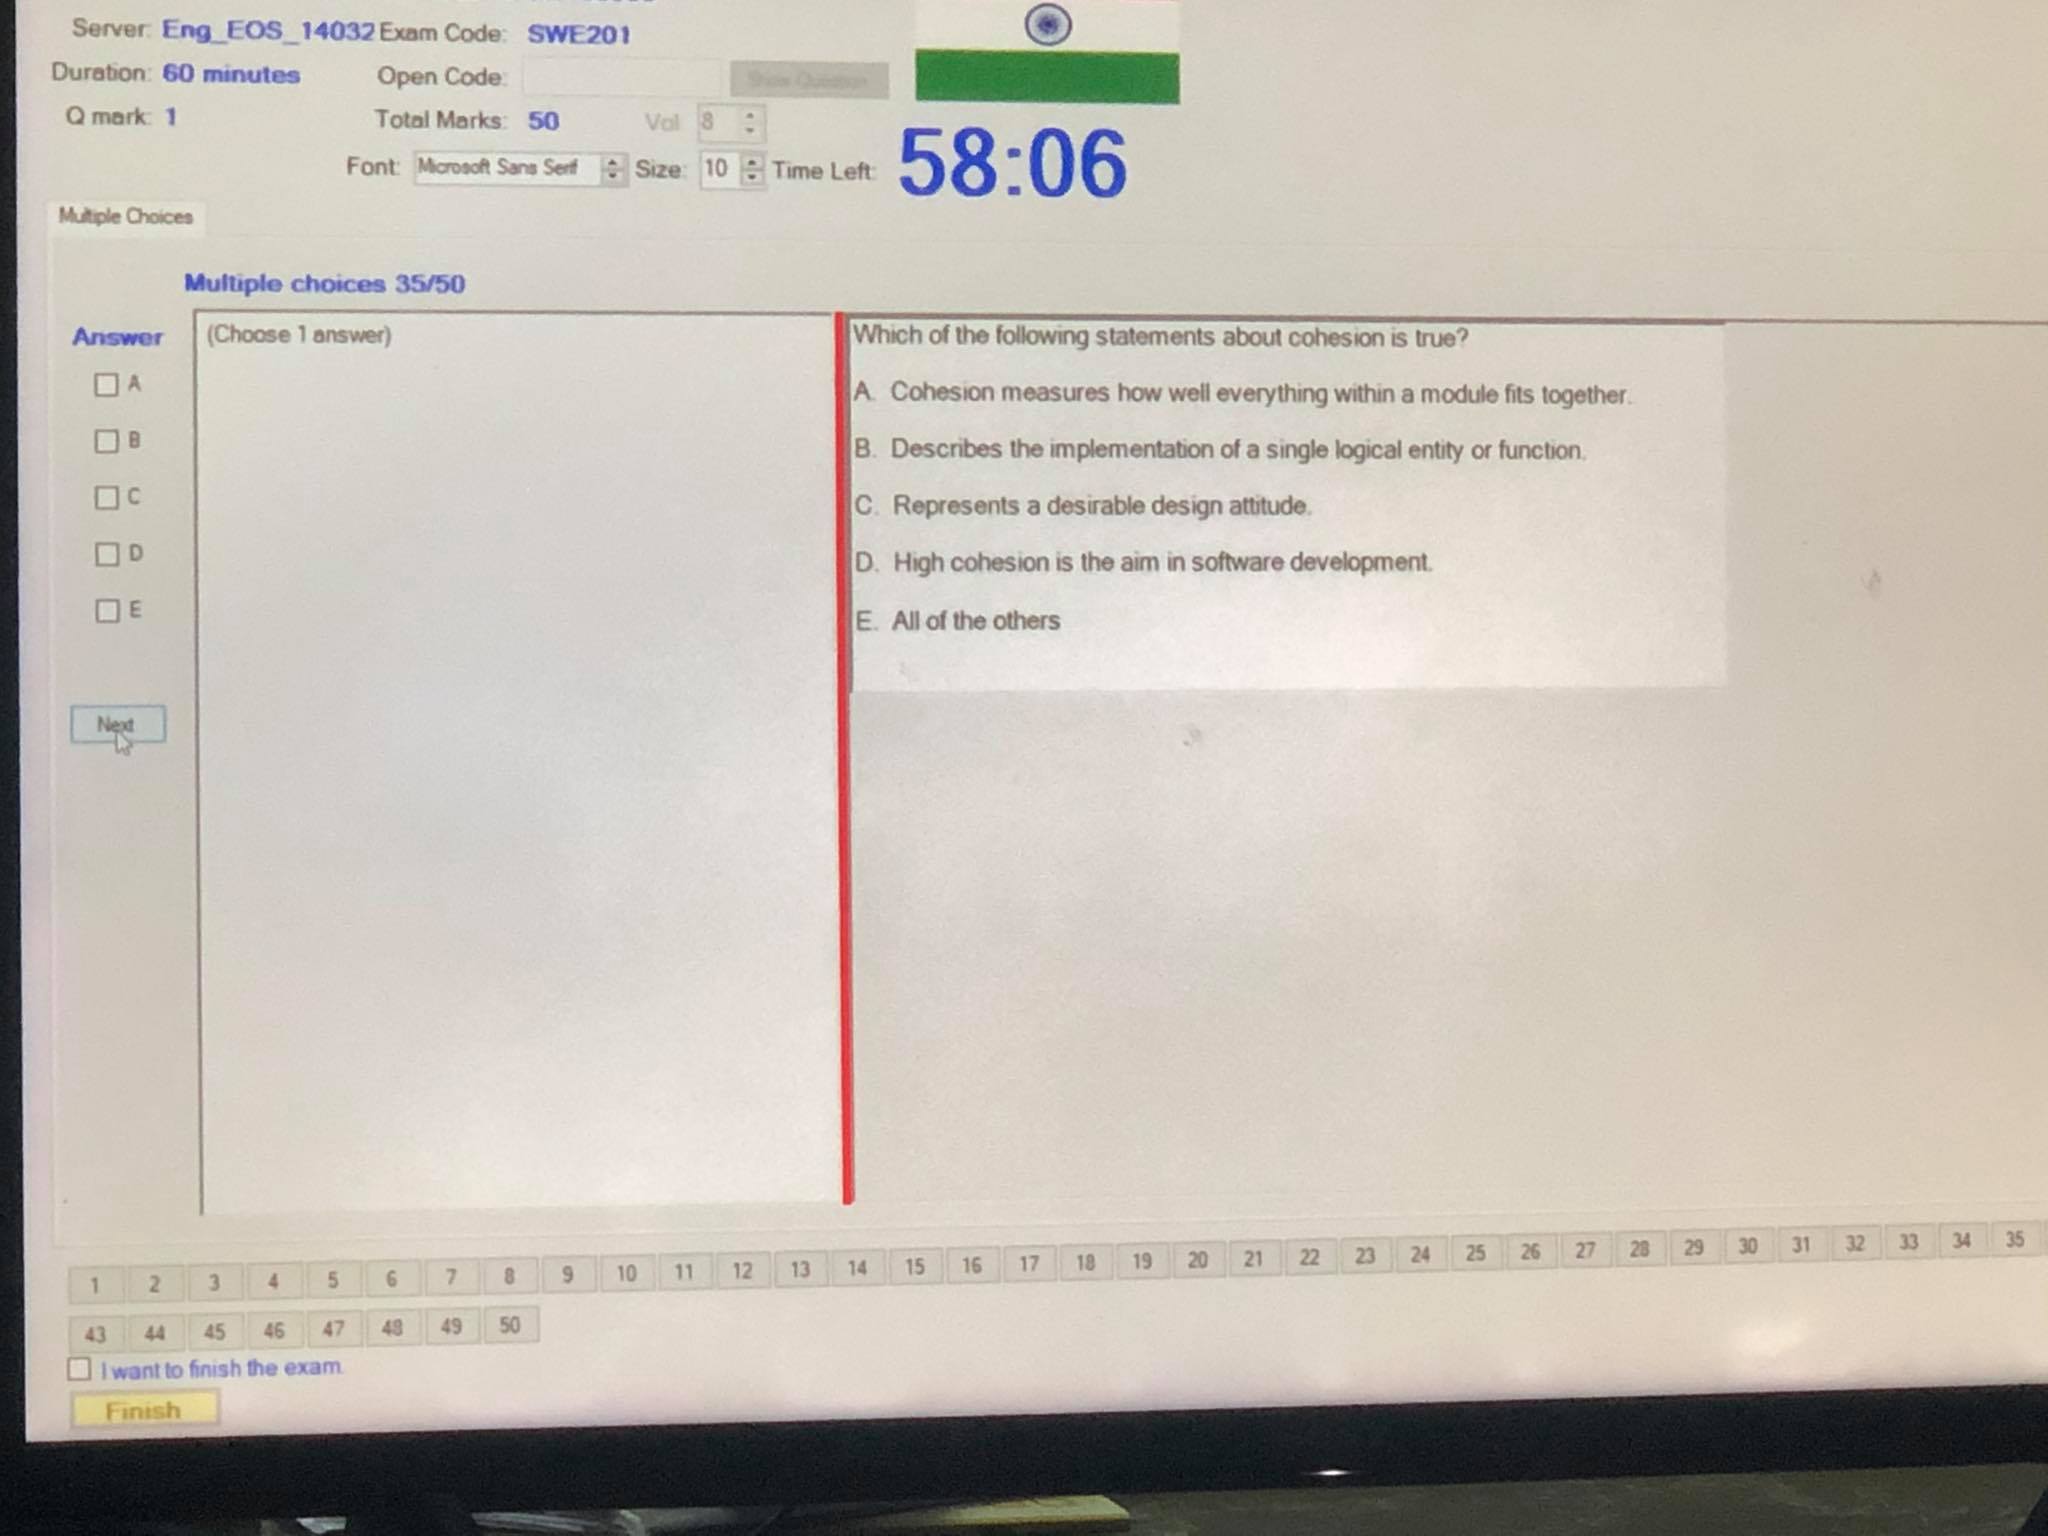 Server: Eng_EOS_14032 Exam Code: SWE201
Duration: 60 minutes Open Code: Show Question
Q mark: 1 Total Marks: 50 Vol 8
Font: Microsoft Sans Serif Size: 10 Time Left: 58:06
Multiple Choices
Multiple choices 35/50
Answer
A
B
C
D
E
Next
(Choose 1 answer)
Which of the following statements about cohesion is true?
A. Cohesion measures how well everything within a module fits together.
B. Describes the implementation of a single logical entity or function.
C. Represents a desirable design attitude.
D. High cohesion is the aim in software development.
E. All of the others
1 2 3 4 5 6 7 8 9 10 11 12 13 14 15 16 17 18 19 20 21 22 23 24 25 26 27 28 29 30 31 32 33 34 35
43 44 45 46 47 48 49 50
I want to finish the exam.
Finish